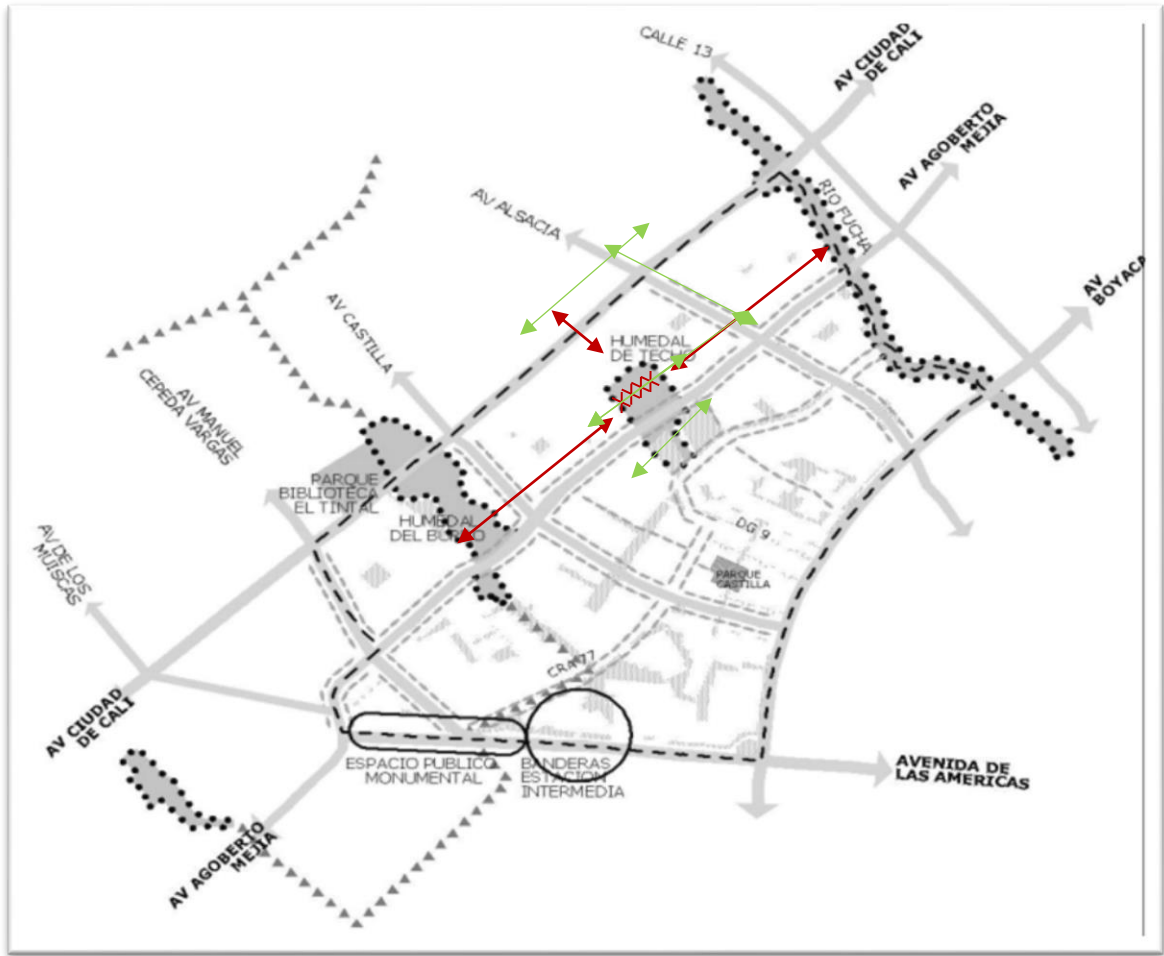 CALLE 13
AV CIUDAD
DE CALI
AV AGOBERTO
MEJIA
AV ALSACIA
RIO FUCHA
AV
BOYACA
AV CASTILLA
HUMEDAL
DE TECHO
AV MANUEL
CEPEDA VARGAS
PARQUE
BIBLIOTECA
EL TINTAL
HUMEDAL
DEL BURRO
DG 9
AV DE LOS
MUISCAS
PARQUE
CASTILLA
CRA 77
AV CIUDAD
DE CALI
ESPACIO PUBLICO
MONUMENTAL
BANDERAS
ESTACION
INTERMEDIA
AVENIDA DE
LAS AMERICAS
AV AGOBERTO
MEJIA